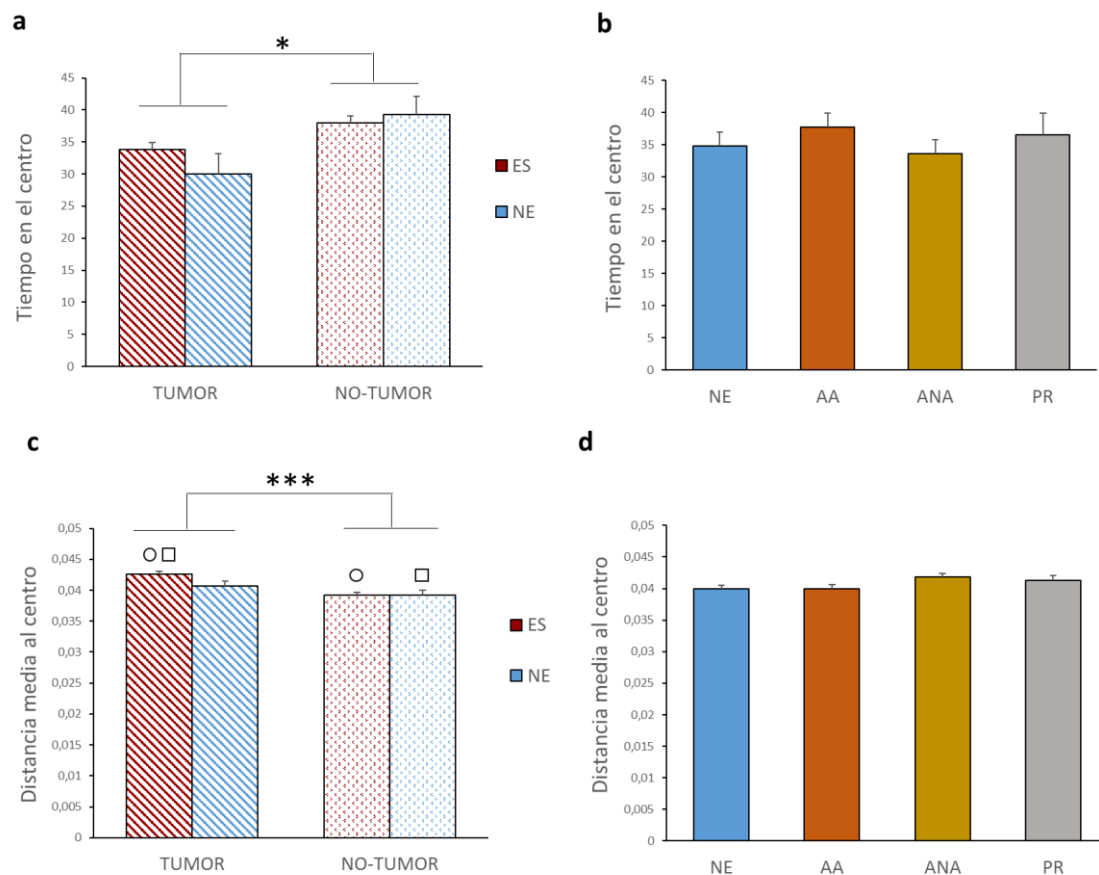 a
*
Tiempo en el centro
45
40
35
30
25
20
15
10
5
0
TUMOR
NO-TUMOR
ES
NE
b
Tiempo en el centro
45
40
35
30
25
20
15
10
5
0
NE
AA
ANA
PR
c
***
Distancia media al centro
0,05
0,045
0,04
0,035
0,03
0,025
0,02
0,015
0,01
0,005
0
TUMOR
NO-TUMOR
ES
NE
d
Distancia media al centro
0,05
0,045
0,04
0,035
0,03
0,025
0,02
0,015
0,01
0,005
0
NE
AA
ANA
PR